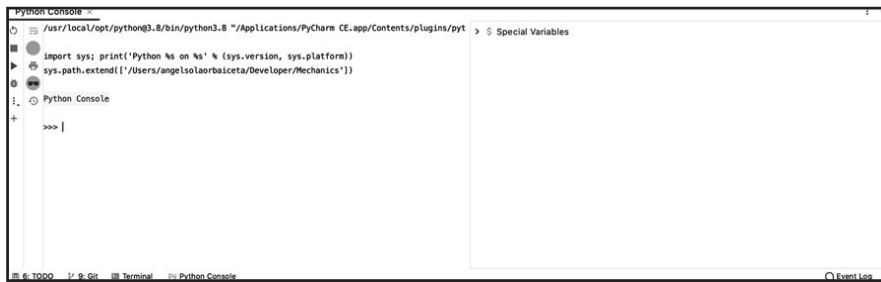 Python Console ×
/usr/local/opt/python@3.8/bin/python3.8 "/Applications/PyCharm CE.app/Contents/plugins/pyt
import sys; print('Python %s on %s' % (sys.version, sys.platform))
sys.path.extend(['/Users/angelsolaorbaiceta/Developer/Mechanics'])
Python Console
>>>
Special Variables
6: TODO 9: Git Terminal Python Console Event Log